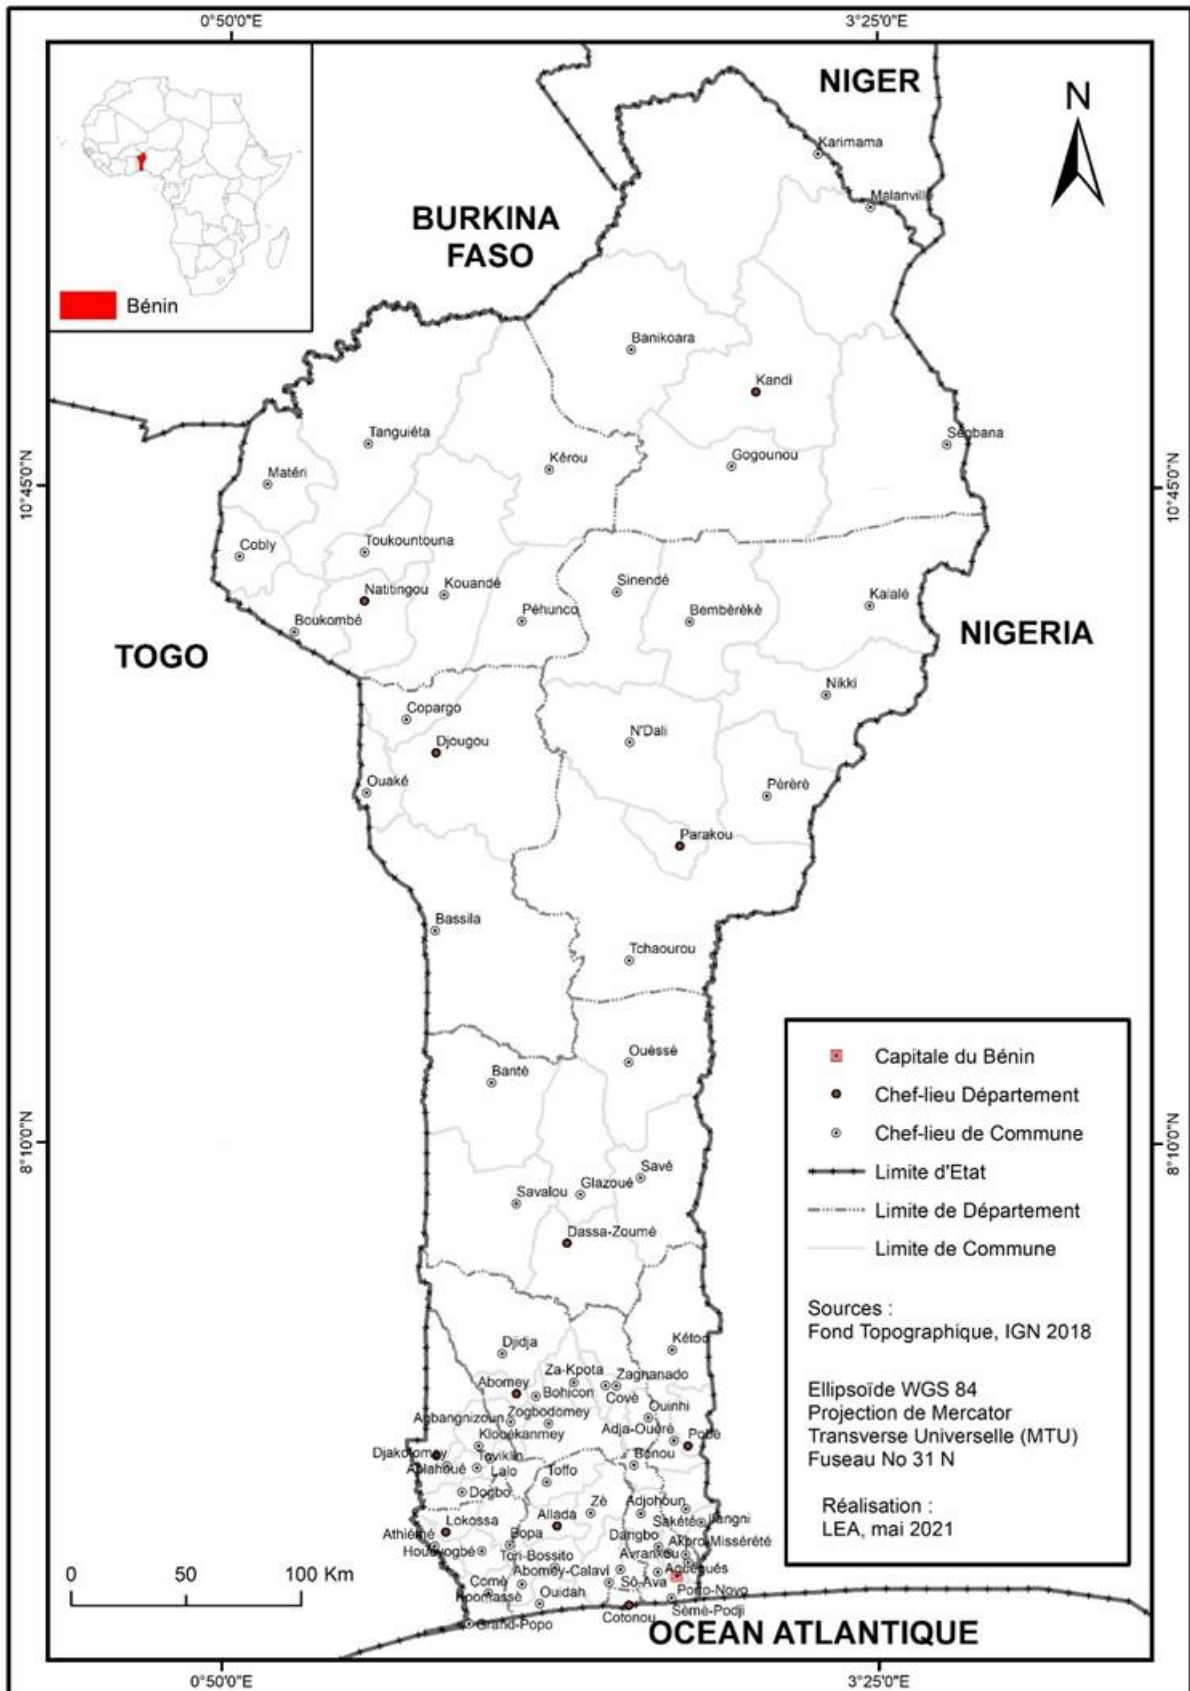 0°50'0"E
3°25'0"E
NIGER
N
Karimama
Malanville
BURKINA
FASO
Bénin
Banikoara
Kandi
Ségbana
Tanguiéta
Gogounou
Kérou
Matéri
10°45'0"N
10°45'0"N
Cobly
Toukountouna
Sinendé
Natitingou
Kouandé
Kalalé
Péhunco
Bembèrèkè
Boukombé
NIGERIA
TOGO
Nikki
Copargo
N'Dali
Djougou
Ouaké
Pèrèrè
Parakou
Bassila
Tchaourou
Ouèssè
Bantè
Capitale du Bénin
Chef-lieu Département
Chef-lieu de Commune
Limite d'Etat
Limite de Département
Limite de Commune
8°10'0"N
8°10'0"N
Savè
Glazoué
Savalou
Dassa-Zoumè
Sources :
Fond Topographique, IGN 2018
Kétou
Djidja
Za-Kpota
Zagnanado
Abomey
Bohicon
Covè
Ouinhi
Agbangnizoun
Zogbodomey
Adja-Ouèrè
Klouékanmey
Pobè
Ellipsoïde WGS 84
Projection de Mercator
Transverse Universelle (MTU)
Fuseau No 31 N
Djakotomey
Toviklin
Bonou
Aplahoué
Lalo
Toffo
Dogbo
Zè
Adjohoun
Allada
Sakété
Ifangni
Lokossa
Réalisation :
LEA, mai 2021
Athiémé
Bopa
Dangbo
Akpro-Missérété
Houéyogbé
Tori-Bossito
Avrankou
Abomey-Calavi
Aguégués
Comè
Sô-Ava
Kpomassè
Ouidah
Porto-Novo
Cotonou
Sèmè-Podji
Grand-Popo
0
50
100 Km
OCEAN ATLANTIQUE
0°50'0"E
3°25'0"E